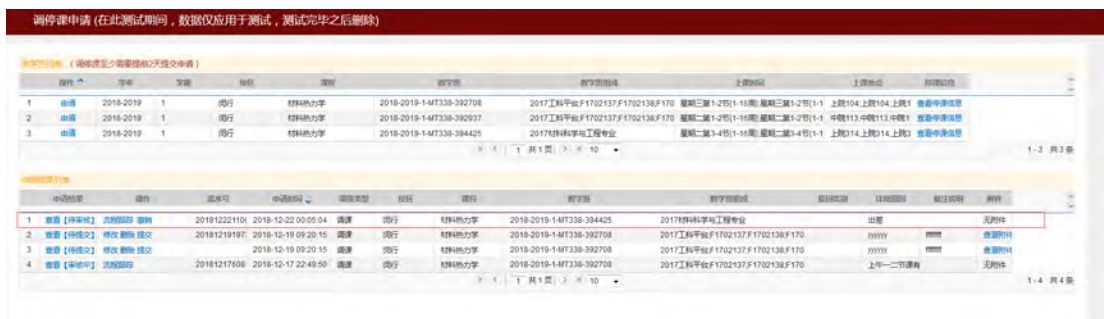 调停课申请 (在此测试期间，数据仅应用于测试，测试完毕之后删除)
（调停课至少需要提前2天提交申请）
操作 学年 学期 校区 课程 教学班 教学班组成 上课时间 上课地点
1 申请 2018-2019 1 闵行 材料热力学 2018-2019-1-MT338-392708 2017工科平台;F1702137;F1702138;F170 星期三第1-2节{1-16周};星期三第1-2节{1-1 上院104;上院104;上院1 查看停课信息
2 申请 2018-2019 1 闵行 材料热力学 2018-2019-1-MT338-392937 2017工科平台;F1702137;F1702138;F170 星期二第1-2节{1-16周};星期二第1-2节{1-1 中院113;中院113;中院1 查看停课信息
3 申请 2018-2019 1 闵行 材料热力学 2018-2019-1-MT338-394425 2017材料科学与工程专业 星期二第3-4节{1-16周};星期二第3-4节{1-1 上院314;上院314;上院3 查看停课信息
1 共1页 10 1-3 共3条
申请结果 操作 流水号 申请时间 调课类型 校区 课程 教学班 教学班组成 详细原因 附件
1 查看【待审核】 流程跟踪 撤销 20181222110( 2018-12-22 00:05:04 调课 闵行 材料热力学 2018-2019-1-MT338-394425 2017材料科学与工程专业 出差 无附件
2 查看【待提交】 修改 删除 提交 20181219197: 2018-12-19 09:20:15 调课 闵行 材料热力学 2018-2019-1-MT338-392708 2017工科平台;F1702137;F1702138;F170 查看附件
3 查看【待提交】 修改 删除 提交 2018-12-19 09:20:15 调课 闵行 材料热力学 2018-2019-1-MT338-392708 2017工科平台;F1702137;F1702138;F170 查看附件
4 查看【审核中】 流程跟踪 20181217608 2018-12-17 22:49:50 调课 闵行 材料热力学 2018-2019-1-MT338-392708 2017工科平台;F1702137;F1702138;F170 上午一二节课有 无附件
1 共1页 10 1-4 共4条